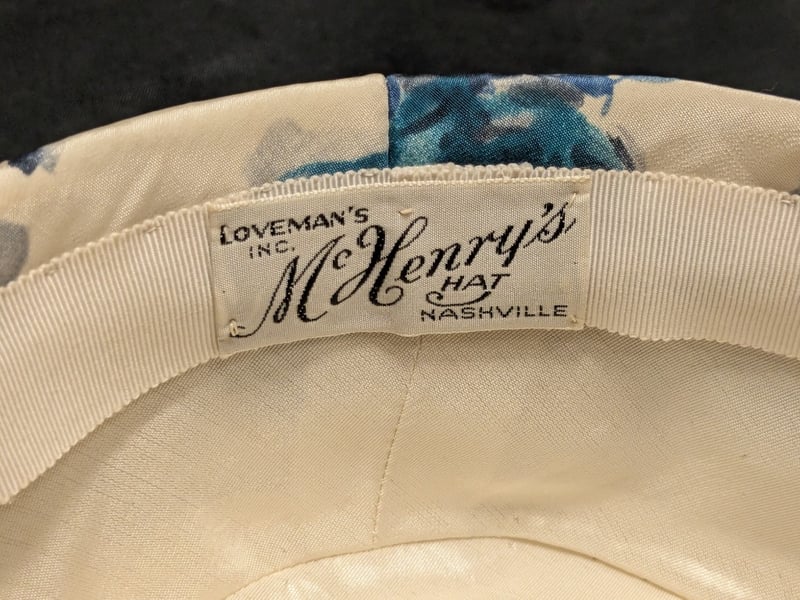 LOVEMAN'S
INC.
McHenry's
HAT
NASHVILLE